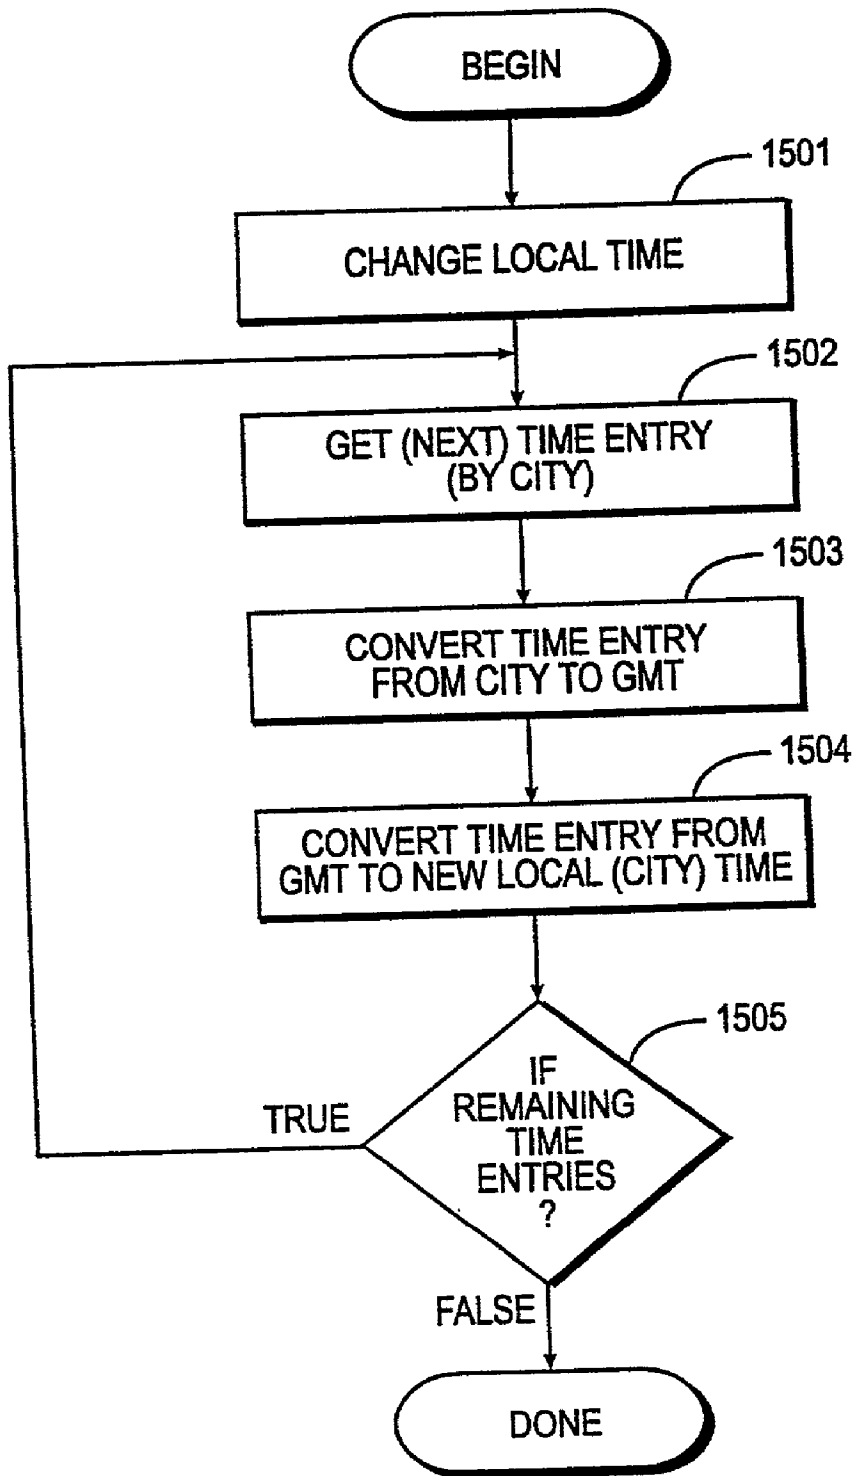 BEGIN
1501
CHANGE LOCAL TIME
1502
GET (NEXT) TIME ENTRY
(BY CITY)
1503
CONVERT TIME ENTRY
FROM CITY TO GMT
1504
CONVERT TIME ENTRY FROM
GMT TO NEW LOCAL (CITY) TIME
1505
IF
REMAINING
TIME
ENTRIES
?
TRUE
FALSE
DONE